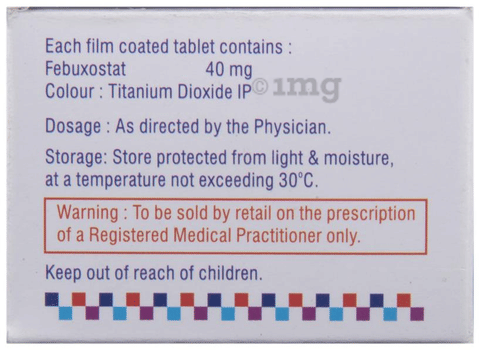 Each film coated tablet contains :
Febuxostat 40 mg
Colour : Titanium Dioxide IP
© 1mg
Dosage : As directed by the Physician.
Storage: Store protected from light & moisture,
at a temperature not exceeding 30°C.
Warning : To be sold by retail on the prescription
of a Registered Medical Practitioner only.
Keep out of reach of children.